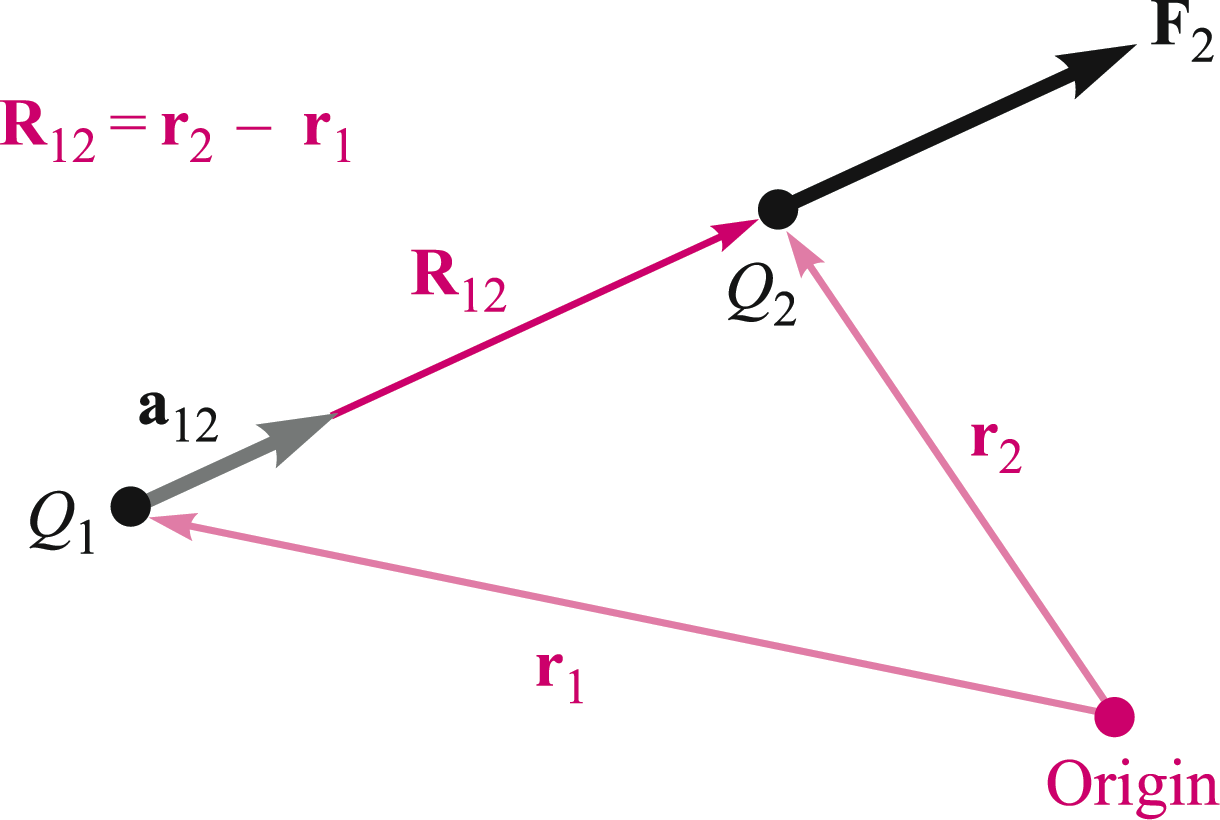 F₂
R₁₂ = r₂ − r₁
R₁₂
Q₂
a₁₂
r₂
Q₁
r₁
Origin